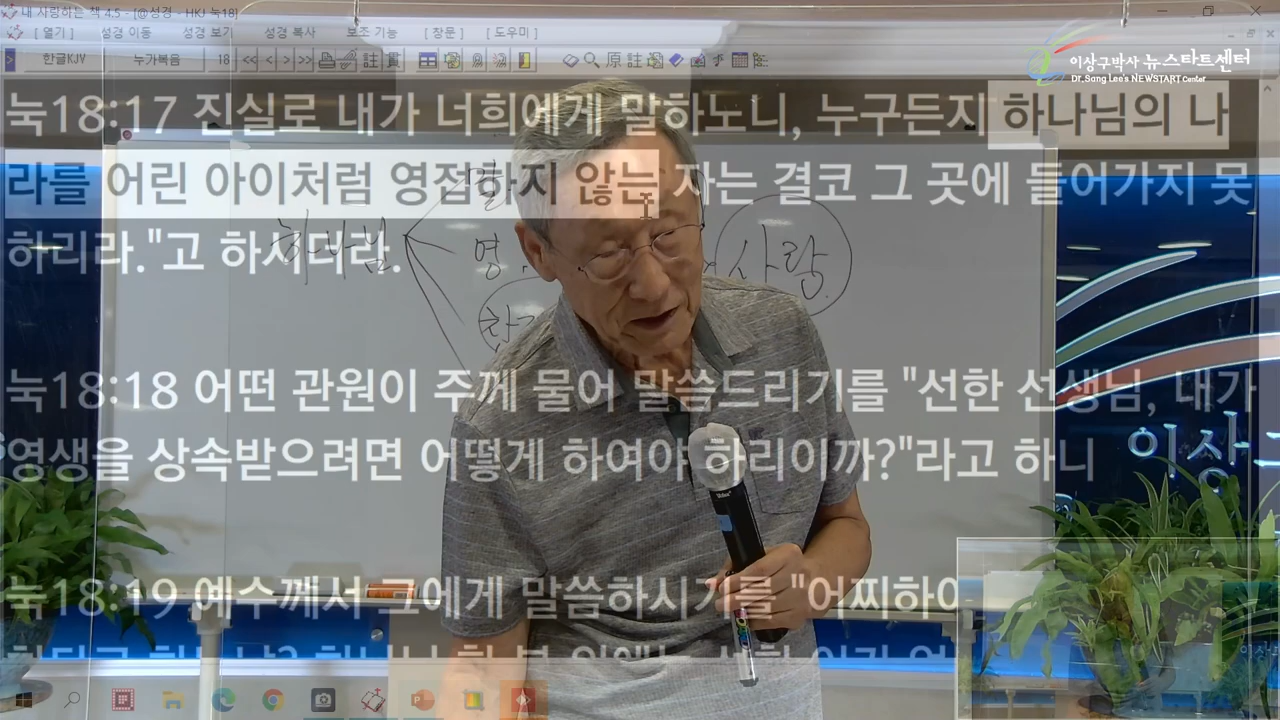 내 사랑하는 책 4.5 - [@성경 - HKJ 눅18]
[ 열기 ] 성경 이동 성경 보기 성경 복사 보조 기능 [ 창문 ] [ 도우미 ]
한글KJV 누가복음 18 << < > >>
이상구박사 뉴스타트센터
Dr. Sang Lee's NEWSTART Center
눅18:17 진실로 내가 너희에게 말하노니, 누구든지 하나님의 나
라를 어린 아이처럼 영접하지 않는 자는 결코 그 곳에 들어가지 못
하리라."고 하시더라.
하나님
영
사랑
눅18:18 어떤 관원이 주께 물어 말씀드리기를 "선한 선생님, 내가
영생을 상속받으려면 어떻게 하여야 하리이까?"라고 하니
이상
눅18:19 예수께서 그에게 말씀하시기를 "어찌하여